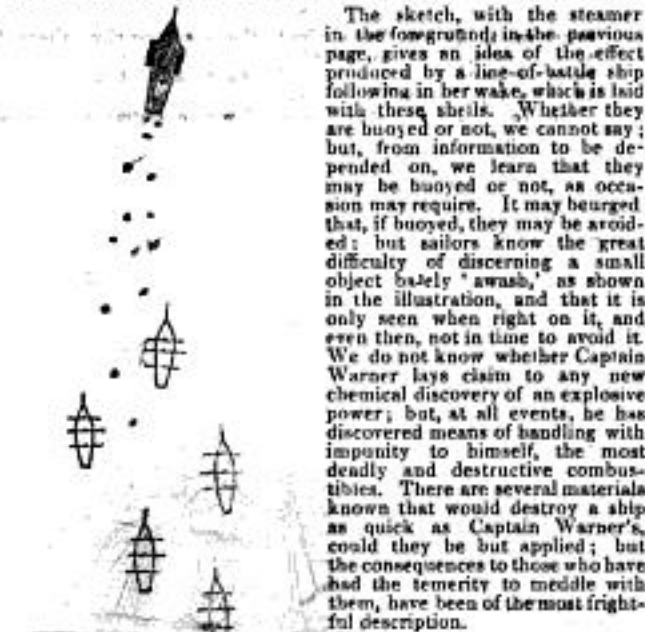 The sketch, with the steamer
in the foreground, in the previous
page, gives an idea of the effect
produced by a line-of-battle ship
following in her wake, which is laid
with these shells. Whether they
are buoyed or not, we cannot say;
but, from information to be de-
pended on, we learn that they
may be buoyed or not, as occa-
sion may require. It may be urged
that, if buoyed, they may be avoid-
ed: but sailors know the great
difficulty of discerning a small
object barely 'awash,' as shown
in the illustration, and that it is
only seen when right on it, and
even then, not in time to avoid it.
We do not know whether Captain
Warner lays claim to any new
chemical discovery of an explosive
power; but, at all events, he has
discovered means of handling with
impunity to himself, the most
deadly and destructive combus-
tibles. There are several materials
known that would destroy a ship
as quick as Captain Warner's,
could they be but applied; but
the consequences to those who have
had the temerity to meddle with
them, have been of the most fright-
ful description.